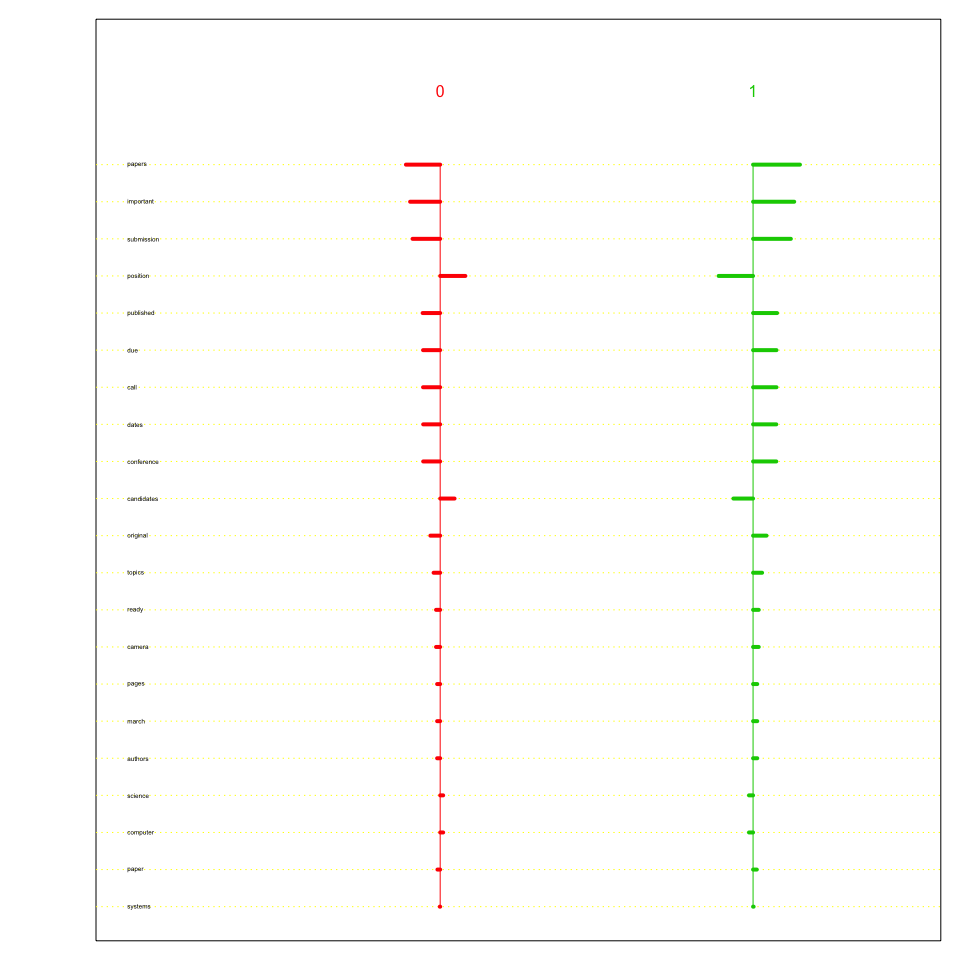 0 1
papers
important
submission
position
published
due
call
dates
conference
candidates
original
topics
ready
camera
pages
march
authors
science
computer
paper
systems